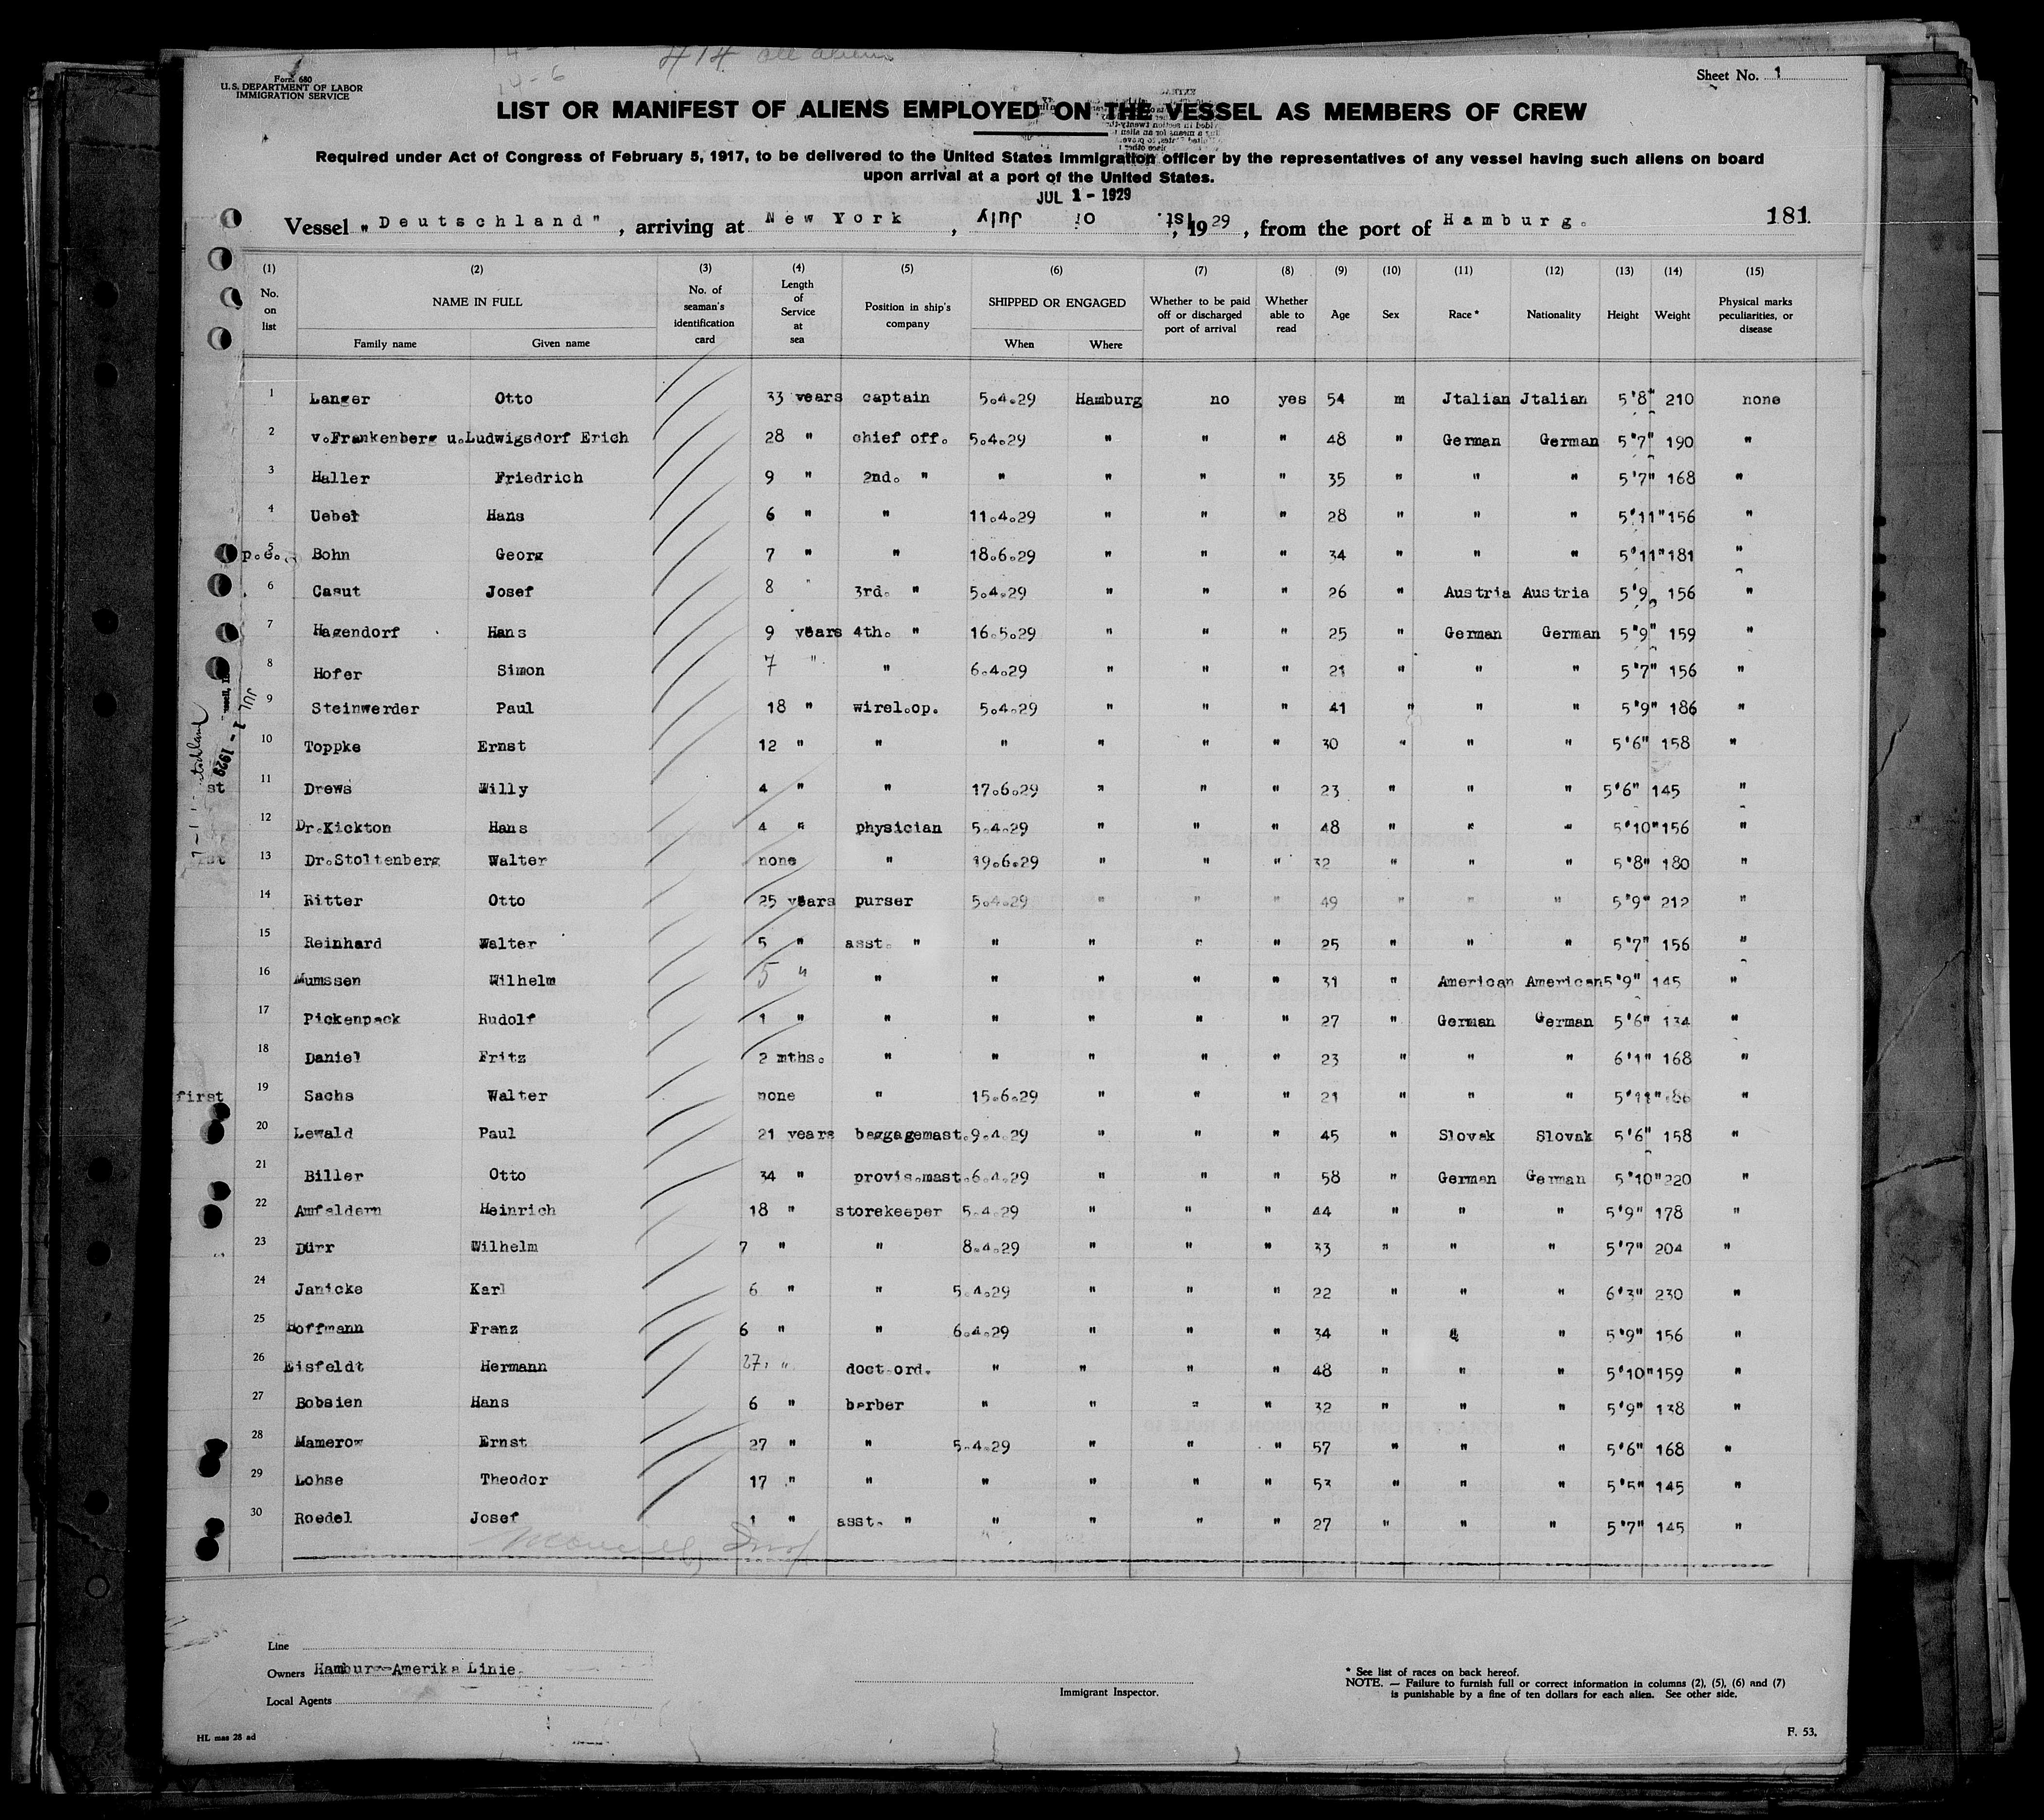 414 all aliens
14-6
Form 680
U.S. DEPARTMENT OF LABOR
IMMIGRATION SERVICE
Sheet No. 1
LIST OR MANIFEST OF ALIENS EMPLOYED ON THE VESSEL AS MEMBERS OF CREW
Required under Act of Congress of February 5, 1917, to be delivered to the United States immigration officer by the representatives of any vessel having such aliens on board
upon arrival at a port of the United States.
JUL 1 - 1929
Vessel "Deutschland", arriving at New York, July 1st., 1929, from the port of Hamburg. 181
(1) (2) (3) (4) (5) (6) (7) (8) (9) (10) (11) (12) (13) (14) (15)
No. on list NAME IN FULL Family name Given name No. of seaman's identification card Length of Service at sea Position in ship's company SHIPPED OR ENGAGED When Where Whether to be paid off or discharged port of arrival Whether able to read Age Sex Race* Nationality Height Weight Physical marks peculiarities, or disease
1 Langer Otto 33 years captain 5.4.29 Hamburg no yes 54 m Jtalian Jtalian 5'8" 210 none
2 v.Frankenberg u.Ludwigsdorf Erich 28 " chief off. 5.4.29 " " " 48 " German German 5'7" 190 "
3 Haller Friedrich 9 " 2nd. " " " " " 35 " " " 5'7" 168 "
4 Uebel Hans 6 " " 11.4.29 " " " 28 " " " 5'11" 156 "
p.c. 5 Bohn Georg 7 " " 18.6.29 " " " 34 " " " 5'11" 181 "
6 Casut Josef 8 " 3rd. " 5.4.29 " " " 26 " Austria Austria 5'9 156 "
7 Hagendorf Hans 9 years 4th. " 16.5.29 " " " 25 " German German 5'9" 159 "
8 Hofer Simon 7 " " 6.4.29 " " " 21 " " " 5'7" 156 "
9 Steinwerder Paul 18 " wirel.op. 5.4.29 " " " 41 " " " 5'9" 186 "
10 Toppke Ernst 12 " " " " " " 30 " " " 5'6" 158 "
st 11 Drews Willy 4 " " 17.6.29 " " " 23 " " " 5'6" 145 "
12 Dr.Kickton Hans 4 " physician 5.4.29 " " " 48 " " " 5'10" 156 "
st 13 Dr.Stoltenberg Walter none " 19.6.29 " " " 32 " " " 5'8" 180 "
14 Ritter Otto 25 years purser 5.4.29 " " " 49 " " " 5'9" 212 "
15 Reinhard Walter 5 " asst. " " " " " 25 " " " 5'7" 156 "
16 Mumssen Wilhelm 5 " " " " " " 31 " American American 5'9" 145 "
17 Pickenpack Rudolf 1 " " " " " " 27 " German German 5'6" 134 "
18 Daniel Fritz 2 mths. " " " " " 23 " " " 6'1" 168 "
first 19 Sachs Walter none " 15.6.29 " " " 21 " " " 5'11" "
20 Lewald Paul 21 years baggagemast. 9.4.29 " " " 45 " Slovak Slovak 5'6" 158 "
21 Biller Otto 34 " provis.mast. 6.4.29 " " " 58 " German German 5'10" 220 "
22 Amfaldern Heinrich 18 " storekeeper 5.4.29 " " " 44 " " " 5'9" 178 "
23 Dürr Wilhelm 7 " " 8.4.29 " " " 33 " " " 5'7" 204 "
24 Janicke Karl 6 " " 5.4.29 " " " 22 " " " 6'3" 230 "
25 Hoffmann Franz 6 " " 6.4.29 " " " 34 " " " 5'9" 156 "
26 Eisfeldt Hermann 27 " doct.ord. " " " " 48 " " " 5'10" 159 "
27 Bobsien Hans 6 " barber " " " " 32 " " " 5'9" 138 "
28 Mamerow Ernst 27 " " 5.4.29 " " " 57 " " " 5'6" 168 "
29 Lohse Theodor 17 " " " " " " 53 " " " 5'5" 145 "
30 Roedel Josef 1 " asst. " " " " " 27 " " " 5'7" 145 "
JUL 1 - 1929
Line
Owners Hamburg-Amerika Linie.
Local Agents
Immigrant Inspector.
* See list of races on back hereof.
NOTE. — Failure to furnish full or correct information in columns (2), (5), (6) and (7)
is punishable by a fine of ten dollars for each alien. See other side.
HL mas 28 ad
F. 53.